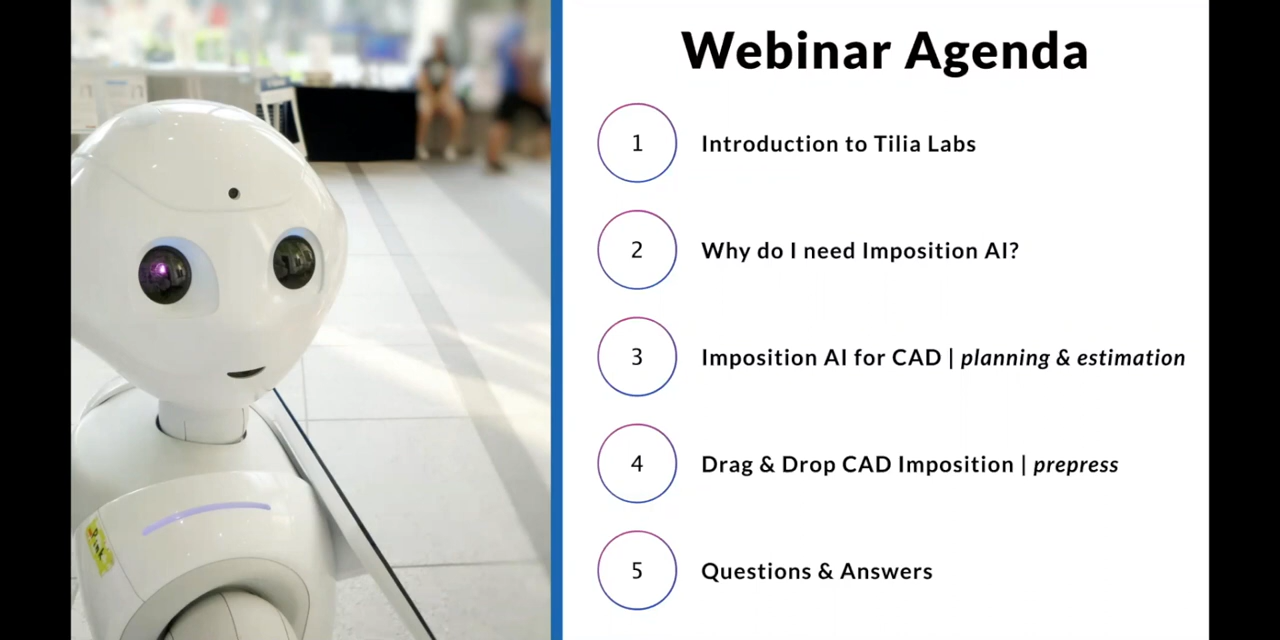 Webinar Agenda
1 Introduction to Tilia Labs
2 Why do I need Imposition AI?
3 Imposition AI for CAD | planning & estimation
4 Drag & Drop CAD Imposition | prepress
5 Questions & Answers